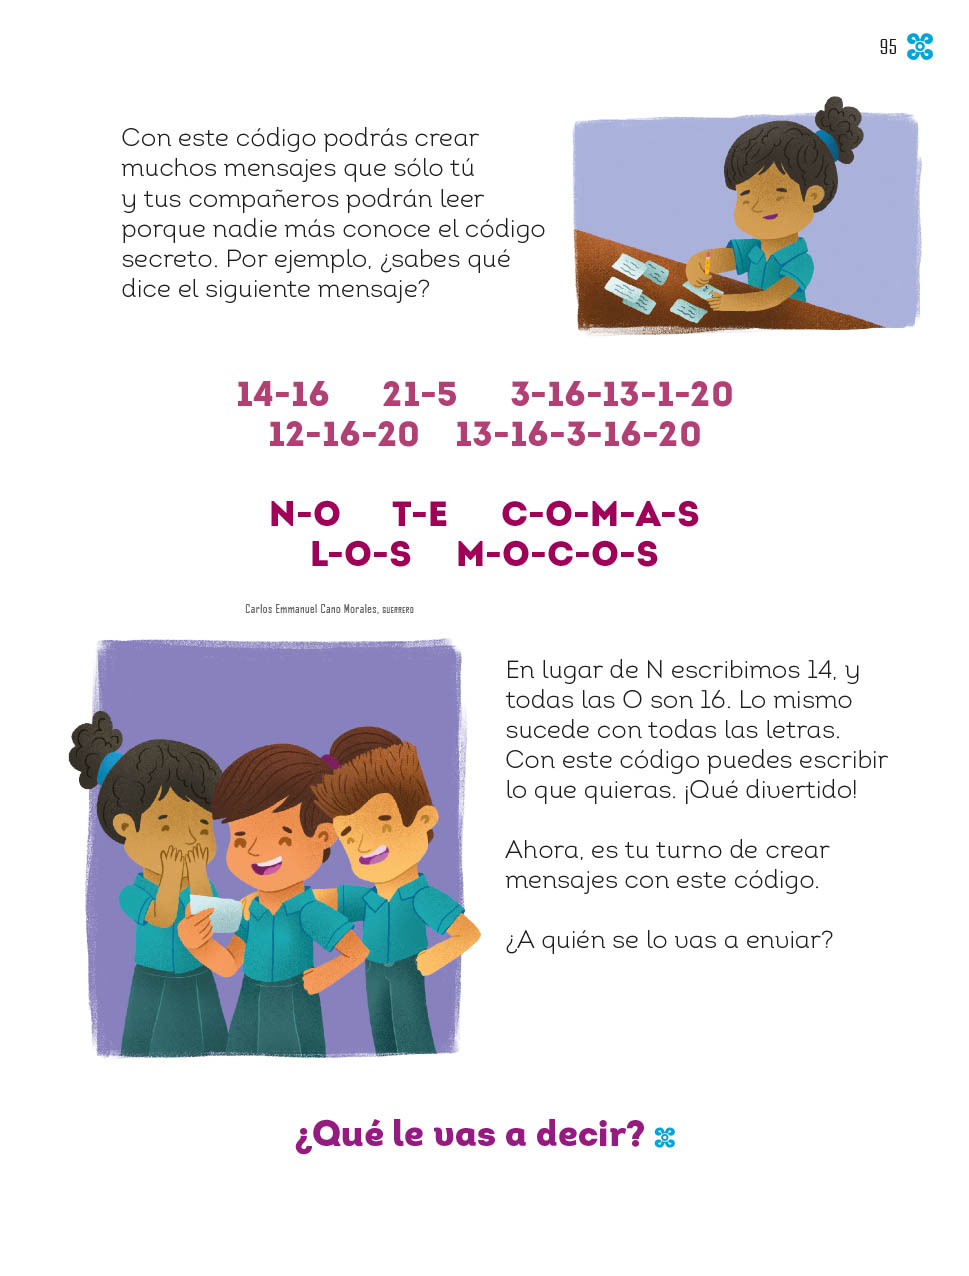 95
Con este código podrás crear
muchos mensajes que sólo tú
y tus compañeros podrán leer
porque nadie más conoce el código
secreto. Por ejemplo, ¿sabes qué
dice el siguiente mensaje?
14-16 21-5 3-16-13-1-20
12-16-20 13-16-3-16-20
N-O T-E C-O-M-A-S
L-O-S M-O-C-O-S
Carlos Emmanuel Cano Morales, GUERRERO
En lugar de N escribimos 14, y
todas las O son 16. Lo mismo
sucede con todas las letras.
Con este código puedes escribir
lo que quieras. ¡Qué divertido!
Ahora, es tu turno de crear
mensajes con este código.
¿A quién se lo vas a enviar?
¿Qué le vas a decir?